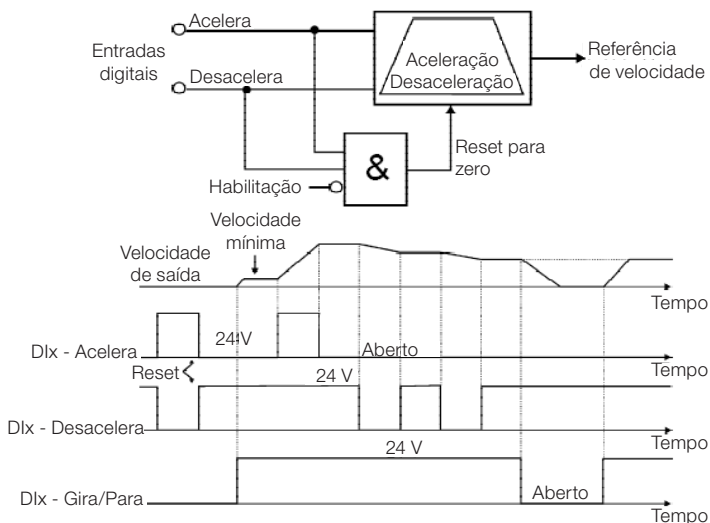 Acelera
Entradas
digitais
Desacelera
Aceleração
Desaceleração
Referência
de velocidade
&
Reset para
zero
Habilitação
Velocidade
mínima
Velocidade
de saída
Tempo
24 V
DIx - Acelera
Aberto
Tempo
Reset
24 V
DIx - Desacelera
Tempo
24 V
DIx - Gira/Para
Aberto
Tempo